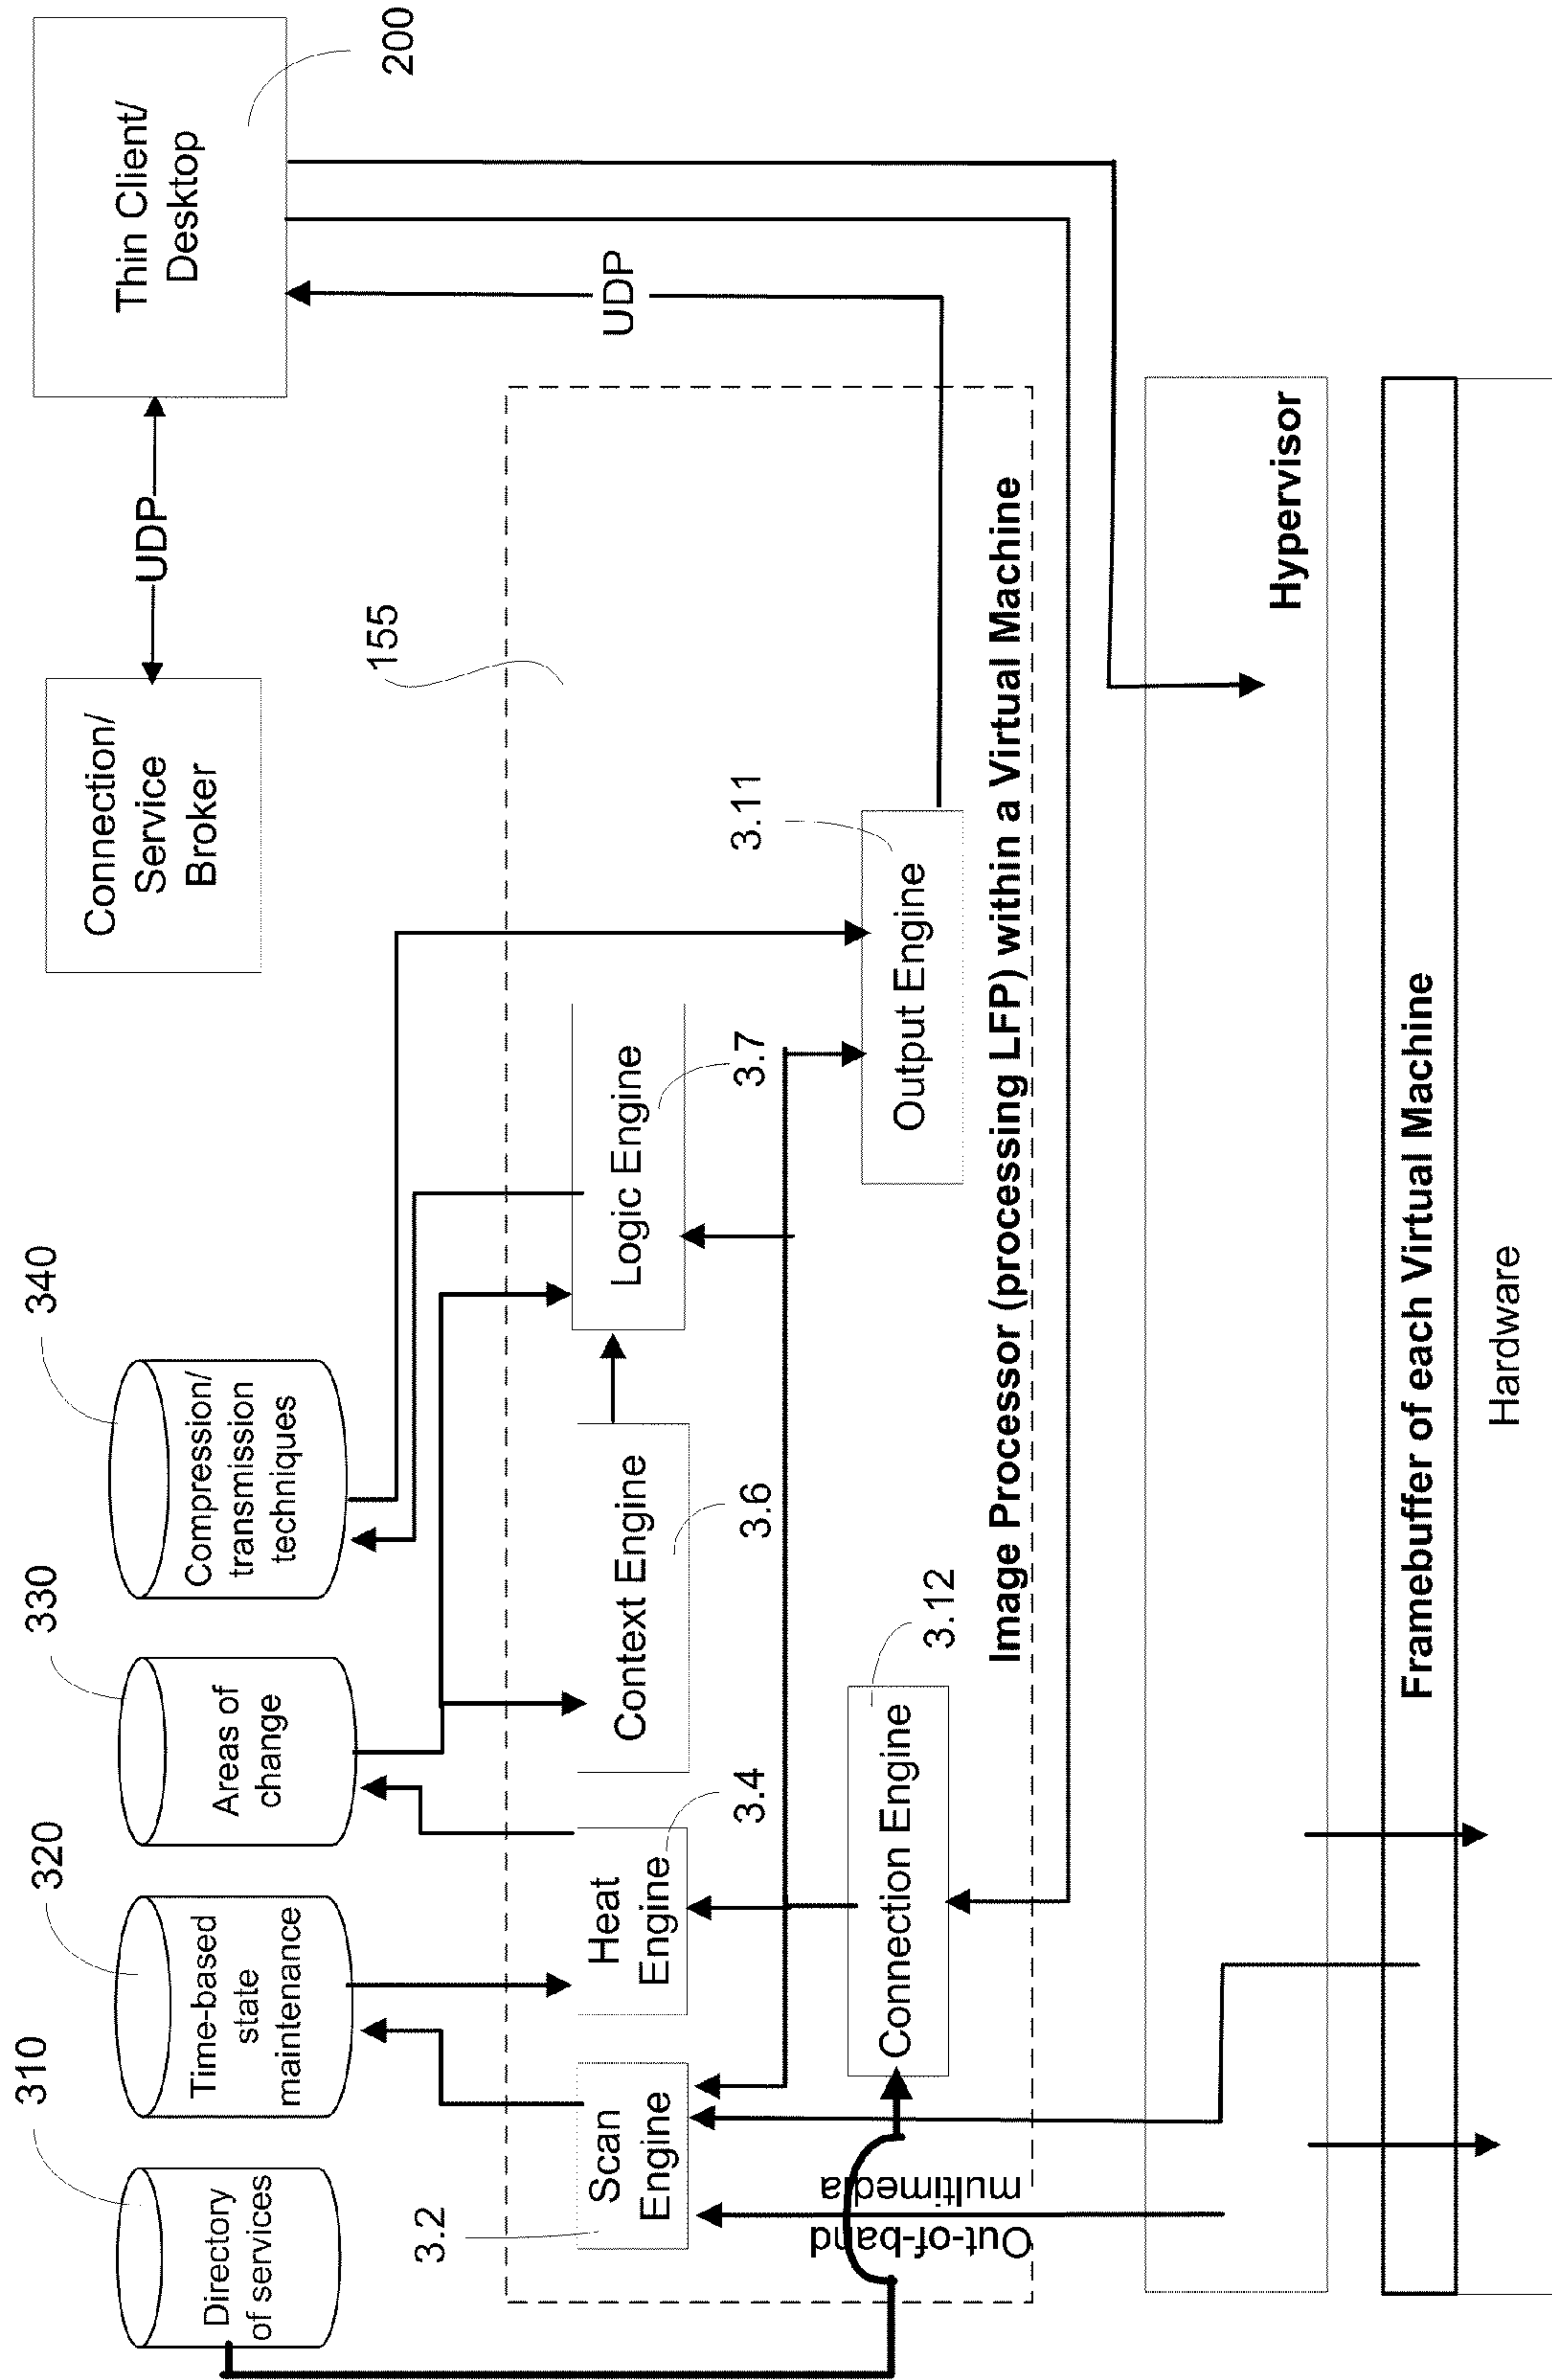 310
320
330
340
Directory
of services
Time-based
state
maintenance
Areas of
change
Compression/
transmission
techniques
Connection/
Service
Broker
UDP
Thin Client/
Desktop
200
155
3.2
Scan
Engine
Heat
Engine
3.4
Context Engine
3.6
Logic Engine
3.7
UDP
Out-of-band
multimedia
Connection Engine
3.12
Output Engine
3.11
Image Processor (processing LFP) within a Virtual Machine
Hypervisor
Framebuffer of each Virtual Machine
Hardware